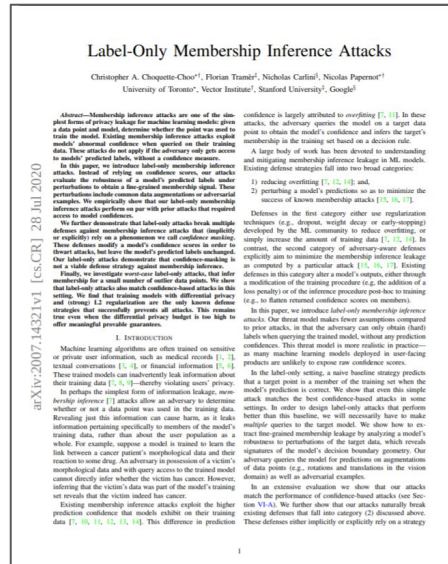 Label-Only Membership Inference Attacks
Christopher A. Choquette-Choo*†, Florian Tramèr‡, Nicholas Carlini§, Nicolas Papernot*†
University of Toronto*, Vector Institute†, Stanford University‡, Google§
arXiv:2007.14321v1 [cs.CR] 28 Jul 2020
Abstract—Membership inference attacks are one of the sim-
plest forms of privacy leakage for machine learning models: given
a data point and model, determine whether the point was used to
train the model. Existing membership inference attacks exploit
models' abnormal confidence when queried on their training
data. These attacks do not apply if the adversary only gets access
to models' predicted labels, without a confidence measure.
In this paper, we introduce label-only membership inference
attacks. Instead of relying on confidence scores, our attacks
evaluate the robustness of a model's predicted labels under
perturbations to obtain a fine-grained membership signal. These
perturbations include common data augmentations or adversarial
examples. We empirically show that our label-only membership
inference attacks perform on par with prior attacks that required
access to model confidences.
We further demonstrate that label-only attacks break multiple
defenses against membership inference attacks that (implicitly
or explicitly) rely on a phenomenon we call confidence masking.
These defenses modify a model's confidence scores in order to
thwart attacks, but leave the model's predicted labels unchanged.
Our label-only attacks demonstrate that confidence-masking is
not a viable defense strategy against membership inference.
Finally, we investigate worst-case label-only attacks, that infer
membership for a small number of outlier data points. We show
that label-only attacks also match confidence-based attacks in this
setting. We find that training models with differential privacy
and (strong) L2 regularization are the only known defense
strategies that successfully prevents all attacks. This remains
true even when the differential privacy budget is too high to
offer meaningful provable guarantees.
I. INTRODUCTION
Machine learning algorithms are often trained on sensitive
or private user information, such as medical records [1, 2],
textual conversations [3, 4], or financial information [5, 6].
These trained models can inadvertently leak information about
their training data [7, 8, 9]—thereby violating users' privacy.
In perhaps the simplest form of information leakage, mem-
bership inference [7] attacks allow an adversary to determine
whether or not a data point was used in the training data.
Revealing just this information can cause harm, as it leaks
information pertaining specifically to members of the model's
training data, rather than about the user population as a
whole. For example, suppose a model is trained to learn the
link between a cancer patient's morphological data and their
reaction to some drug. An adversary in possession of a victim's
morphological data and with query access to the trained model
cannot directly infer whether the victim has cancer. However,
inferring that the victim's data was part of the model's training
set reveals that the victim indeed has cancer.
Existing membership inference attacks exploit the higher
prediction confidence that models exhibit on their training
data [7, 10, 11, 12, 13, 14]. This difference in prediction
confidence is largely attributed to overfitting [7, 11]. In these
attacks, the adversary queries the model on a target data
point to obtain the model's confidence and infers the target's
membership in the training set based on a decision rule.
A large body of work has been devoted to understanding
and mitigating membership inference leakage in ML models.
Existing defense strategies fall into two broad categories:
1) reducing overfitting [7, 12, 14]; and,
2) perturbing a model's predictions so as to minimize the
success of known membership attacks [15, 16, 17].
Defenses in the first category either use regularization
techniques (e.g., dropout, weight decay or early-stopping)
developed by the ML community to reduce overfitting, or
simply increase the amount of training data [7, 12, 14]. In
contrast, the second category of adversary-aware defenses
explicitly aim to minimize the membership inference leakage
as computed by a particular attack [15, 16, 17]. Existing
defenses in this category alter a model's outputs, either through
a modification of the training procedure (e.g, the addition of a
loss penalty) or of the inference procedure post-hoc to training
(e.g., to flatten returned confidence scores on members).
In this paper, we introduce label-only membership inference
attacks. Our threat model makes fewer assumptions compared
to prior attacks, in that the adversary can only obtain (hard)
labels when querying the trained model, without any prediction
confidences. This threat model is more realistic in practice—
as many machine learning models deployed in user-facing
products are unlikely to expose raw confidence scores.
In the label-only setting, a naive baseline strategy predicts
that a target point is a member of the training set when the
model's prediction is correct. We show that even this simple
attack matches the best confidence-based attacks in some
settings. In order to design label-only attacks that perform
better than this baseline, we will necessarily have to make
multiple queries to the target model. We show how to ex-
tract fine-grained membership leakage by analyzing a model's
robustness to perturbations of the target data, which reveals
signatures of the model's decision boundary geometry. Our
adversary queries the model for predictions on augmentations
of data points (e.g., rotations and translations in the vision
domain) as well as adversarial examples.
In an extensive evaluation we show that our attacks
match the performance of confidence-based attacks (see Sec-
tion VI-A). We further show that our attacks naturally break
existing defenses that fall into category (2) discussed above.
These defenses either implicitly or explicitly rely on a strategy
1